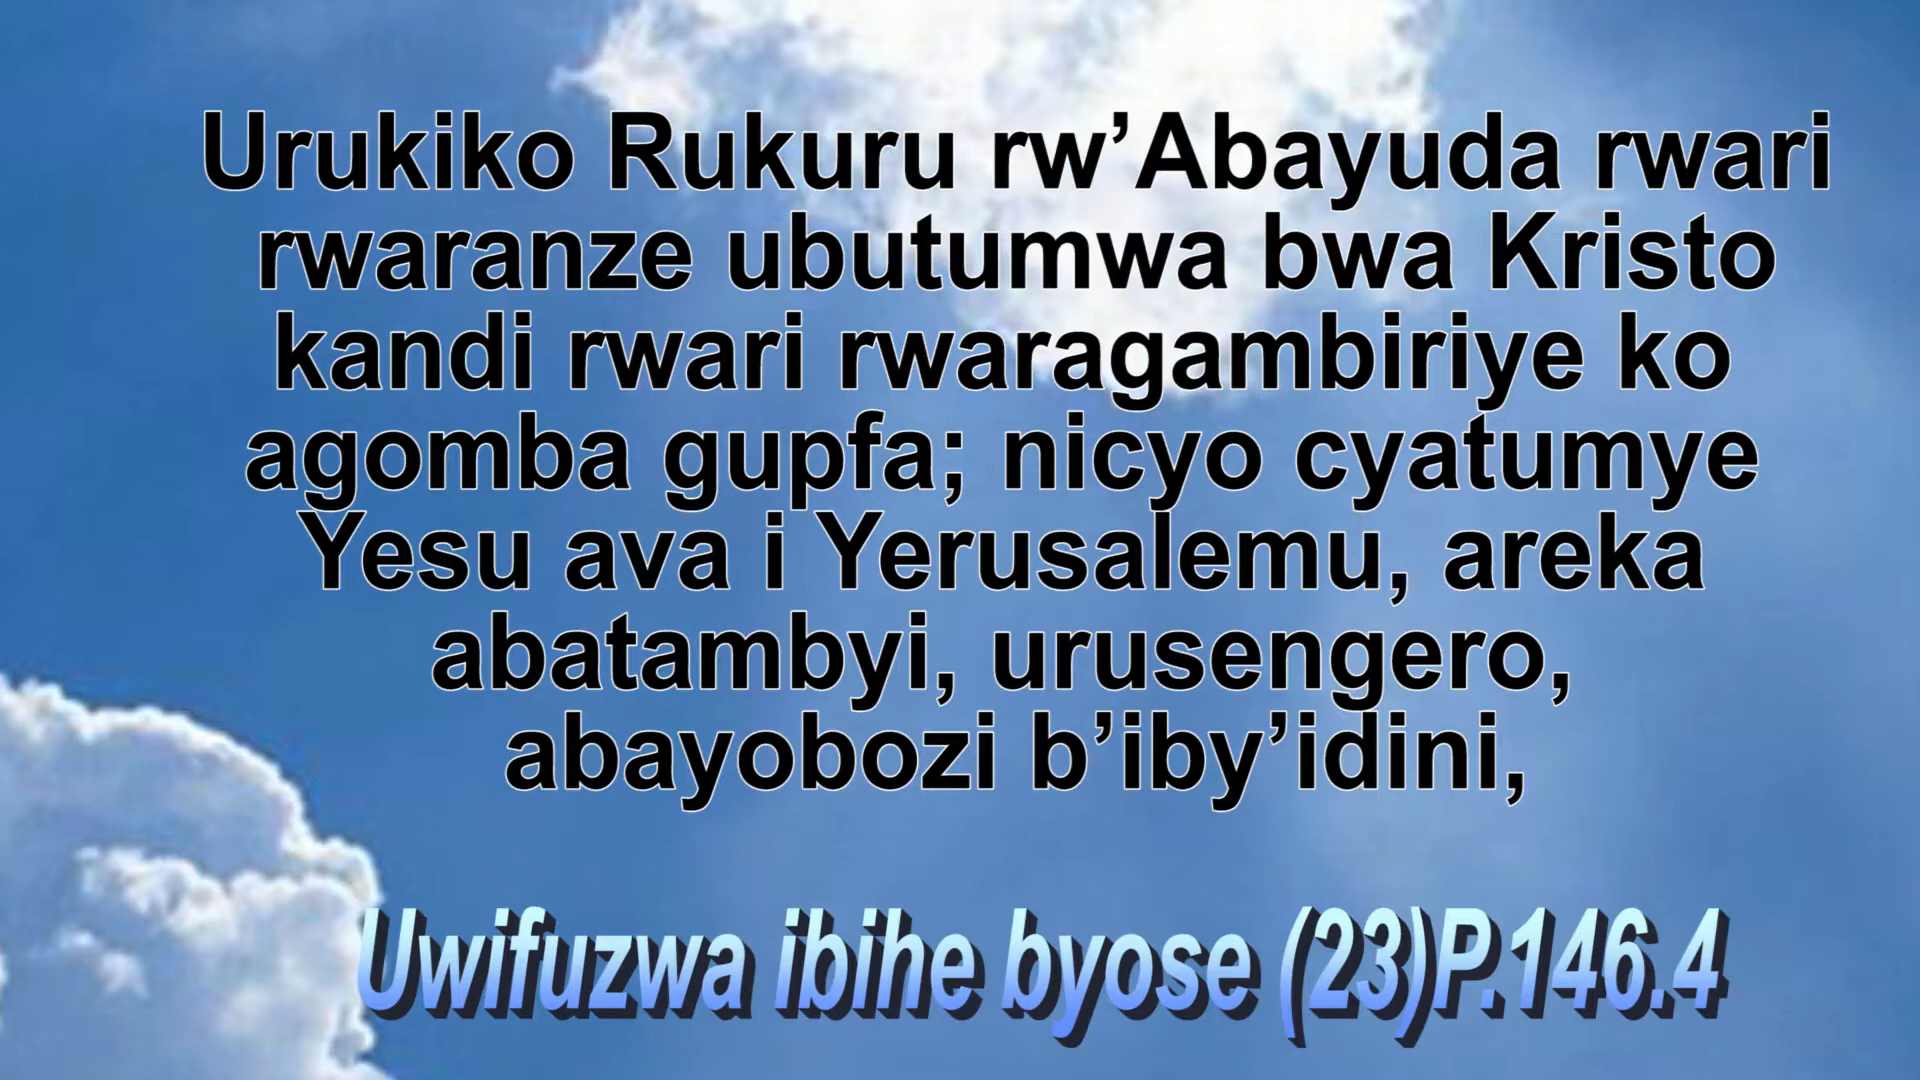 Urukiko Rukuru rw’Abayuda rwari
rwaranze ubutumwa bwa Kristo
kandi rwari rwaragambiriye ko
agomba gupfa; nicyo cyatumye
Yesu ava i Yerusalemu, areka
abatambyi, urusengero,
abayobozi b’iby’idini,
Uwifuzwa ibihe byose (23)P.146.4